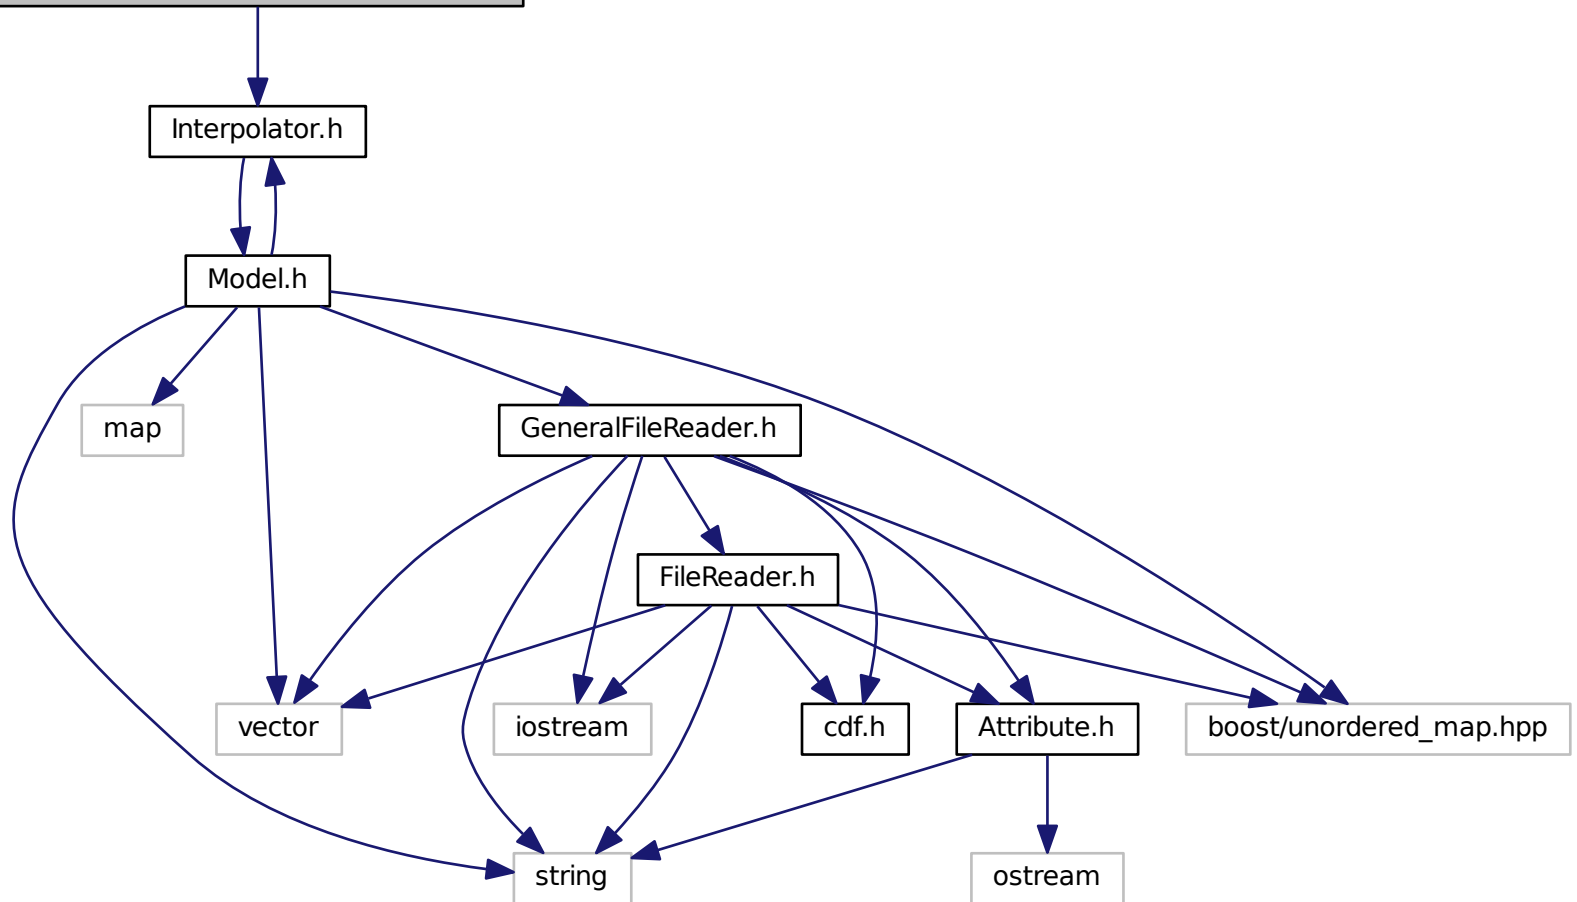 Interpolator.h
Model.h
map
GeneralFileReader.h
FileReader.h
vector
iostream
cdf.h
Attribute.h
boost/unordered_map.hpp
string
ostream